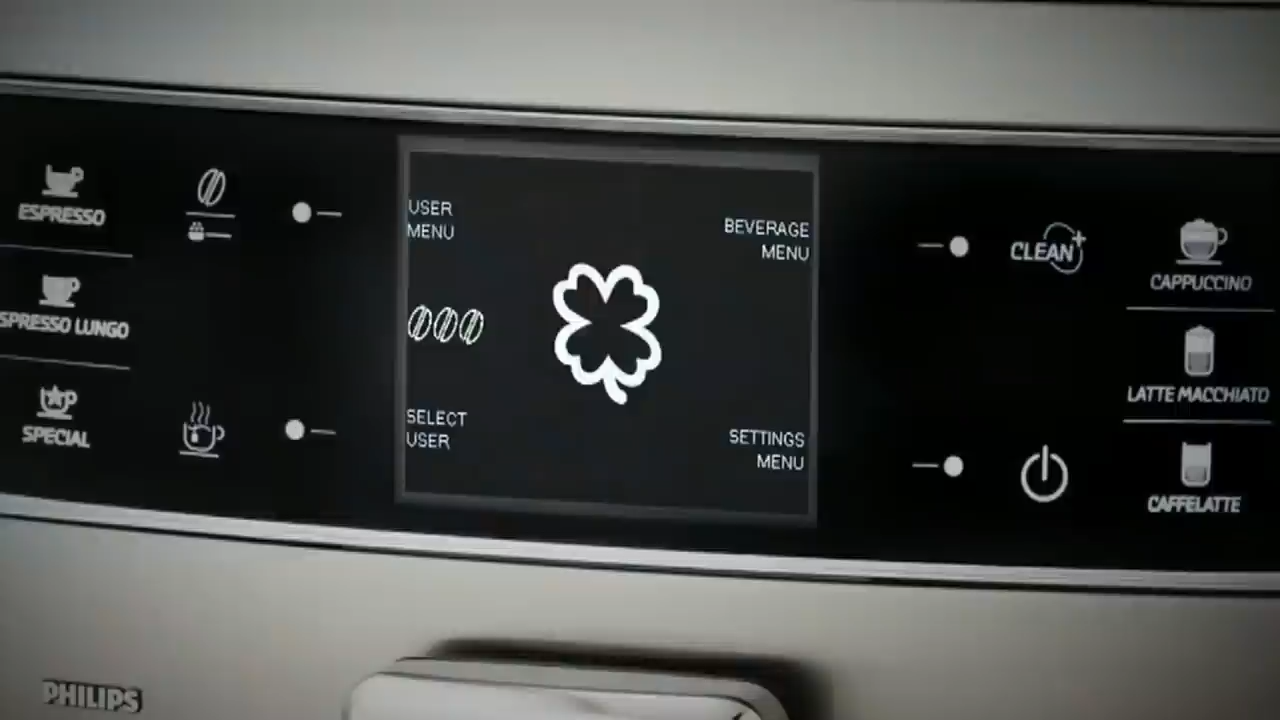 ESPRESSO
SPRESSO LUNGO
SPECIAL
USER
MENU
SELECT
USER
BEVERAGE
MENU
SETTINGS
MENU
CLEAN+
CAPPUCCINO
LATTE MACCHIATO
CAFFELATTE
PHILIPS